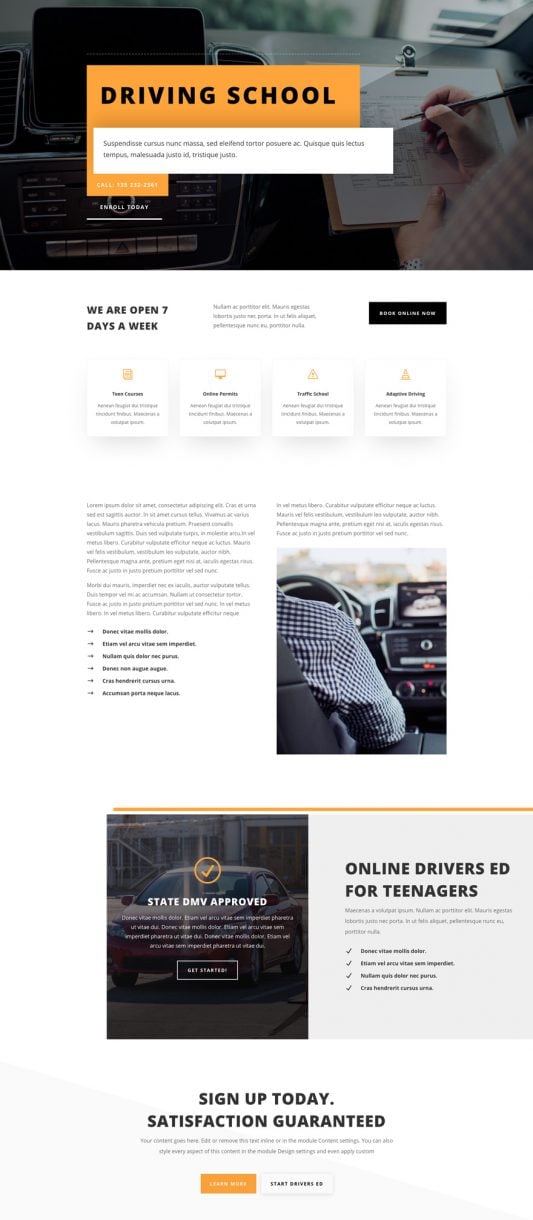 DRIVING SCHOOL
Suspendisse cursus nunc massa, sed eleifend tortor posuere ac. Quisque quis lectus
tempus, malesuada justo id, tristique justo.
CALL: 135 232-2561
ENROLL TODAY
WE ARE OPEN 7
DAYS A WEEK
Nullam ac porttitor elit. Mauris egestas
lobortis justo nec porta. In ut felis aliquet,
pellentesque nunc eu, porttitor nulla.
BOOK ONLINE NOW
Teen Courses
Aenean feugiat dui tristique
tincidunt finibus. Maecenas a
volutpat ipsum.
Online Permits
Aenean feugiat dui tristique
tincidunt finibus. Maecenas a
volutpat ipsum.
Traffic School
Aenean feugiat dui tristique
tincidunt finibus. Maecenas a
volutpat ipsum.
Adaptive Driving
Aenean feugiat dui tristique
tincidunt finibus. Maecenas a
volutpat ipsum.
Lorem ipsum dolor sit amet, consectetur adipiscing elit. Cras et urna
sed est sagittis auctor. In sit amet cursus tellus. Vivamus ac varius
lacus. Mauris pharetra vehicula pretium. Praesent convallis
vestibulum sagittis. Duis sed vulputate turpis, in molestie arcu.In vel
metus libero. Curabitur vulputate efficitur neque ac luctus. Mauris
vel felis vestibulum, vestibulum leo vulputate, auctor nibh.
Pellentesque magna ante, pretium eget nisi at, iaculis egestas risus.
Fusce ac justo in justo pretium porttitor vel sed nunc.
Morbi dui mauris, imperdiet nec ex iaculis, auctor vulputate tellus.
Duis tempor vel mi ac accumsan. Nullam ut consectetur tortor.
Fusce ac justo in justo pretium porttitor vel sed nunc. In vel metus
libero. In vel metus libero. Curabitur vulputate efficitur neque
Donec vitae mollis dolor.
Etiam vel arcu vitae sem imperdiet.
Nullam quis dolor nec purus.
Denec non augue augue.
Cras hendrerit cursus urna.
Accumsan porta neque lacus.
In vel metus libero. Curabitur vulputate efficitur neque ac luctus.
Mauris vel felis vestibulum, vestibulum leo vulputate, auctor nibh.
Pellentesque magna ante, pretium eget nisi at, iaculis egestas risus.
Fusce ac justo in justo pretium porttitor vel sed nunc.
STATE DMV APPROVED
Donec vitae mollis dolor. Etiam vel arcu vitae sem imperdiet pharetra
ut vitae dui. Donec vitae mollis dolor. Etiam vel arcu vitae sem
imperdiet pharetra ut vitae dui. Donec vitae mollis dolor. Etiam vel
arcu vitae sem imperdiet pharetra ut vitae dui.
GET STARTED!
ONLINE DRIVERS ED
FOR TEENAGERS
Maecenas a volutpat ipsum. Nullam ac porttitor elit. Mauris egestas
lobortis justo nec porta. In ut felis aliquet, pellentesque nunc eu,
porttitor nulla.
Donec vitae mollis dolor.
Etiam vel arcu vitae sem imperdiet.
Nullam quis dolor nec purus.
Cras hendrerit cursus urna.
SIGN UP TODAY.
SATISFACTION GUARANTEED
Your content goes here. Edit or remove this text inline or in the module Content settings. You can also
style every aspect of this content in the module Design settings and even apply custom
LEARN MORE
START DRIVERS ED